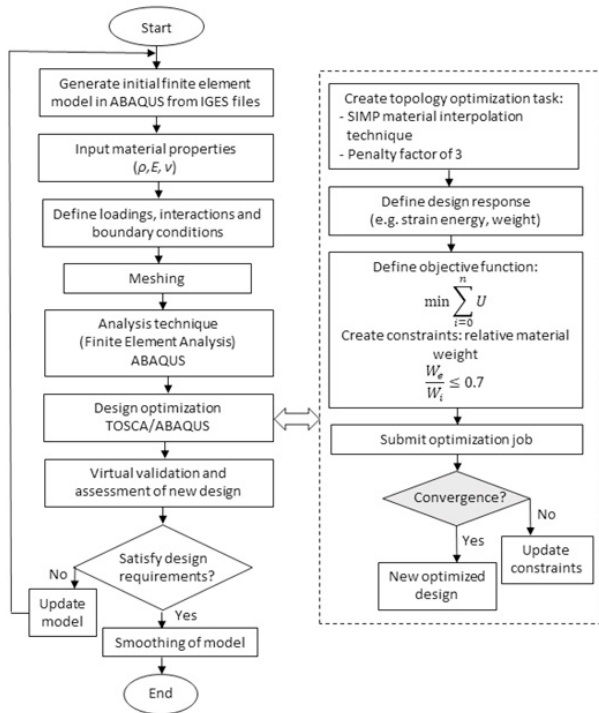 Start
Generate initial finite element
model in ABAQUS from IGES files
Input material properties
(ρ, E, ν)
Define loadings, interactions and
boundary conditions
Meshing
Analysis technique
(Finite Element Analysis)
ABAQUS
Design optimization
TOSCA/ABAQUS
Virtual validation and
assessment of new design
Satisfy design
requirements?
No
Update
model
Yes
Smoothing of model
End
Create topology optimization task:
- SIMP material interpolation
technique
- Penalty factor of 3
Define design response
(e.g. strain energy, weight)
Define objective function:
min ∑_{i=0}^{n} U
Create constraints: relative material
weight
W_e/W_i ≤ 0.7
Submit optimization job
Convergence?
No
Yes
Update
constraints
New optimized
design